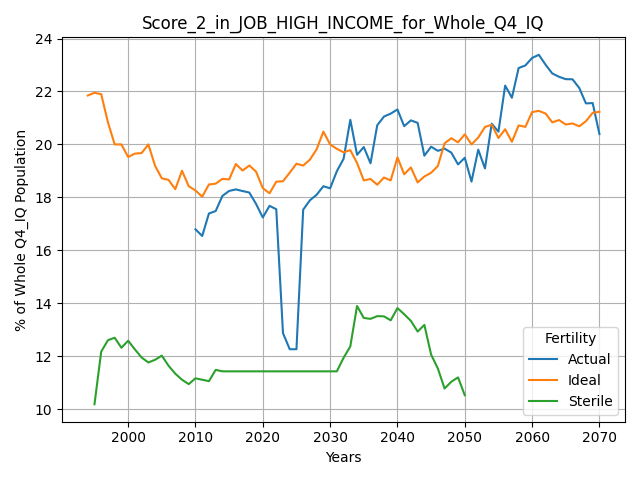 Score_2_in_JOB_HIGH_INCOME_for_Whole_Q4_IQ
% of Whole Q4_IQ Population
24
22
20
18
16
14
12
10
Fertility
Actual
Ideal
Sterile
2000 2010 2020 2030 2040 2050 2060 2070
Years